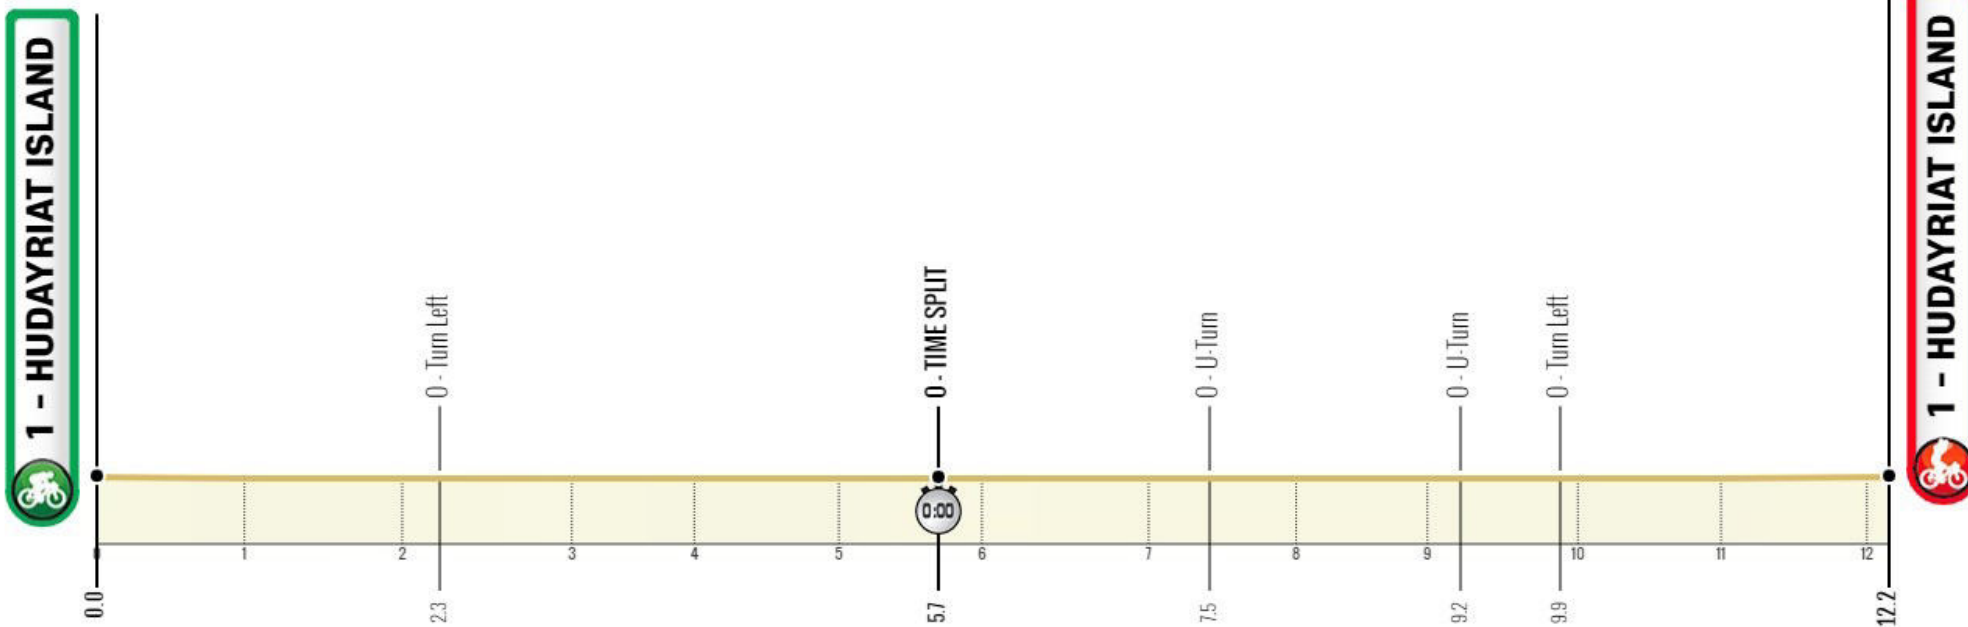 1 - HUDAYRIAT ISLAND
0 - Turn Left
0 - TIME SPLIT
0 - U-Turn
0 - U-Turn
0 - Turn Left
1 - HUDAYRIAT ISLAND
0:00
0 1 2 3 4 5 6 7 8 9 10 11 12
0.0 2.3 5.7 7.5 9.2 9.9 12.2